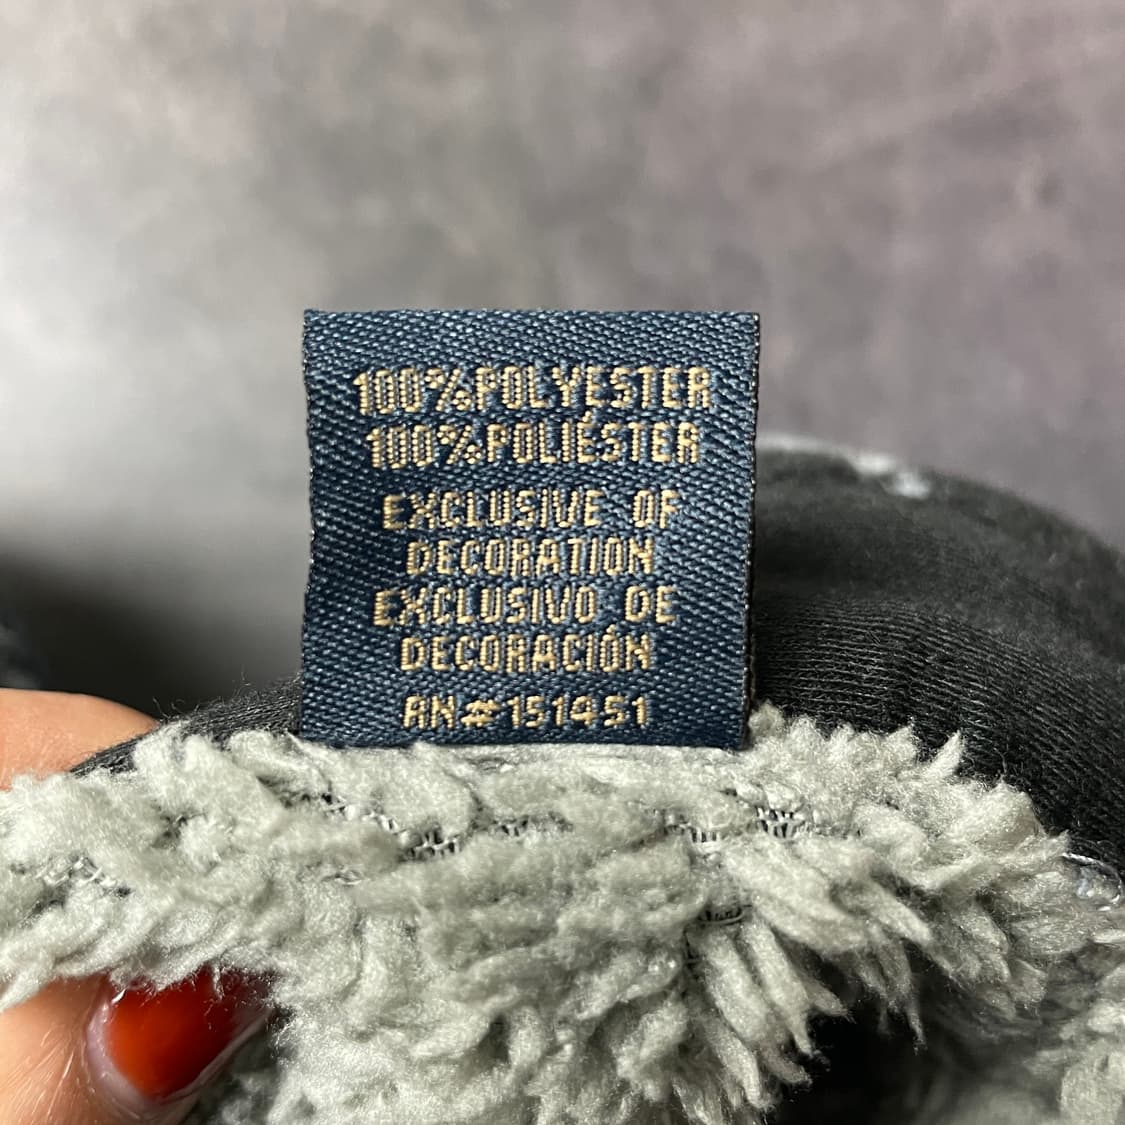 100%POLYESTER
100%POLIÉSTER
EXCLUSIVE OF
DECORATION
EXCLUSIVO DE
DECORACIÓN
RN#151451